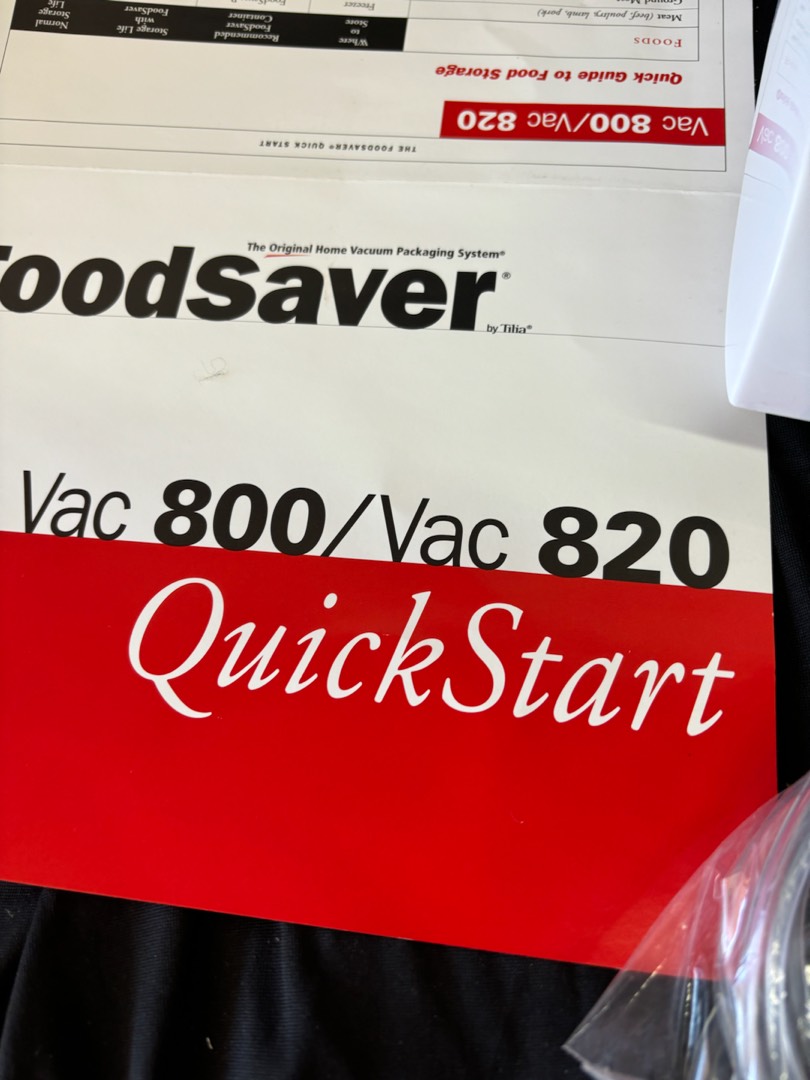 The Original Home Vacuum Packaging System®
FoodSaver®
by Tilia®
Vac 800/Vac 820
QuickStart
THE FOODSAVER® QUICK START
Vac 800/Vac 820
Quick Guide to Food Storage
FOODS
Where to Store
Recommended FoodSaver Container
Storage Life with FoodSaver
Normal Storage Life
Meat (beef, poultry, lamb, pork)
Freezer